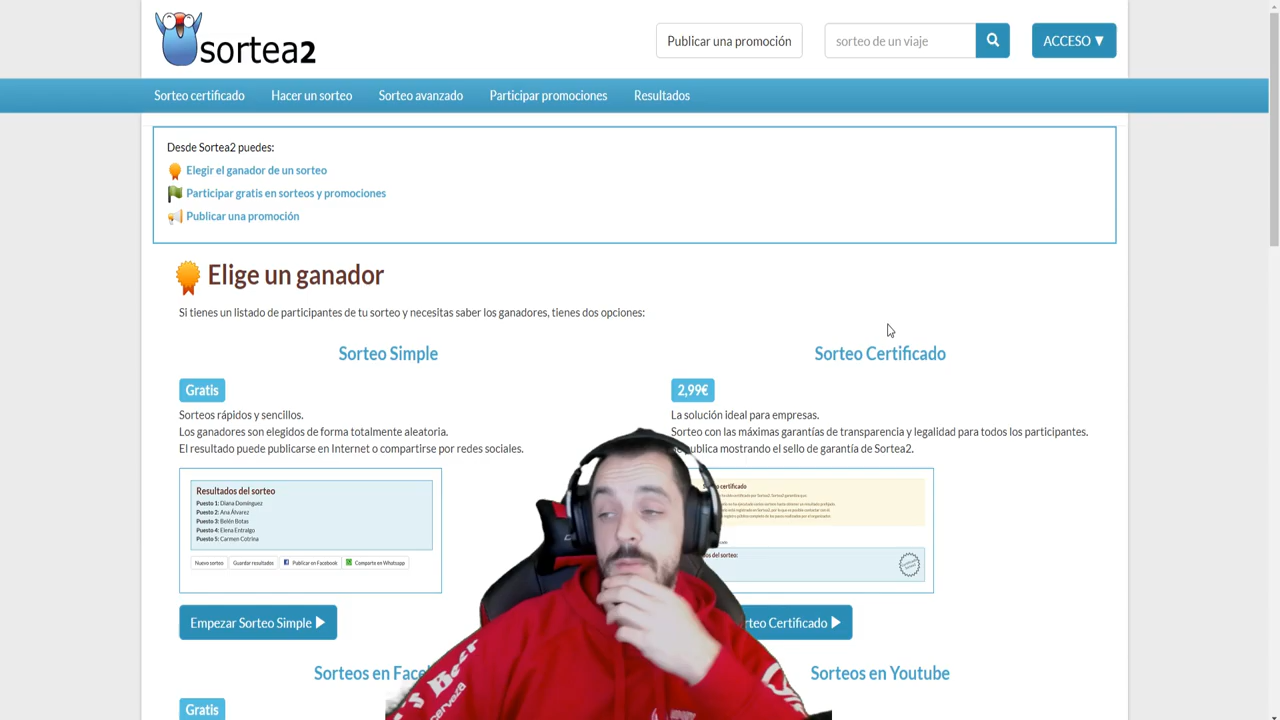 sortea2
Publicar una promoción
sorteo de un viaje
ACCESO ▼
Sorteo certificado
Hacer un sorteo
Sorteo avanzado
Participar promociones
Resultados
Desde Sortea2 puedes:
Elegir el ganador de un sorteo
Participar gratis en sorteos y promociones
Publicar una promoción
Elige un ganador
Si tienes un listado de participantes de tu sorteo y necesitas saber los ganadores, tienes dos opciones:
Sorteo Simple
Gratis
Sorteos rápidos y sencillos.
Los ganadores son elegidos de forma totalmente aleatoria.
El resultado puede publicarse en Internet o compartirse por redes sociales.
Resultados del sorteo
Puesto 1: Diana Domínguez
Puesto 2: Ana Álvarez
Puesto 3: Belén Botas
Puesto 4: Elena Entralgo
Puesto 5: Carmen Cotrina
Nuevo sorteo
Guardar resultados
Publicar en Facebook
Comparte en Whatsapp
Empezar Sorteo Simple
Sorteo Certificado
2,99€
La solución ideal para empresas.
Sorteo con las máximas garantías de transparencia y legalidad para todos los participantes.
publica mostrando el sello de garantía de Sortea2.
certificado
del sorteo:
Certificado
Sorteos en
Gratis
Sorteos en Youtube
Beer
cerveza